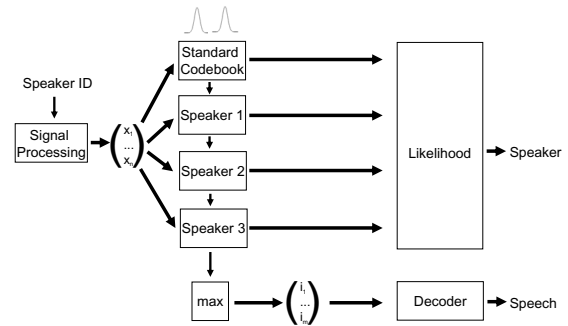 Standard
Codebook
Speaker ID
Signal
Processing
x1
...
xn
Speaker 1
Speaker 2
Speaker 3
Likelihood
Speaker
max
i1
...
im
Decoder
Speech